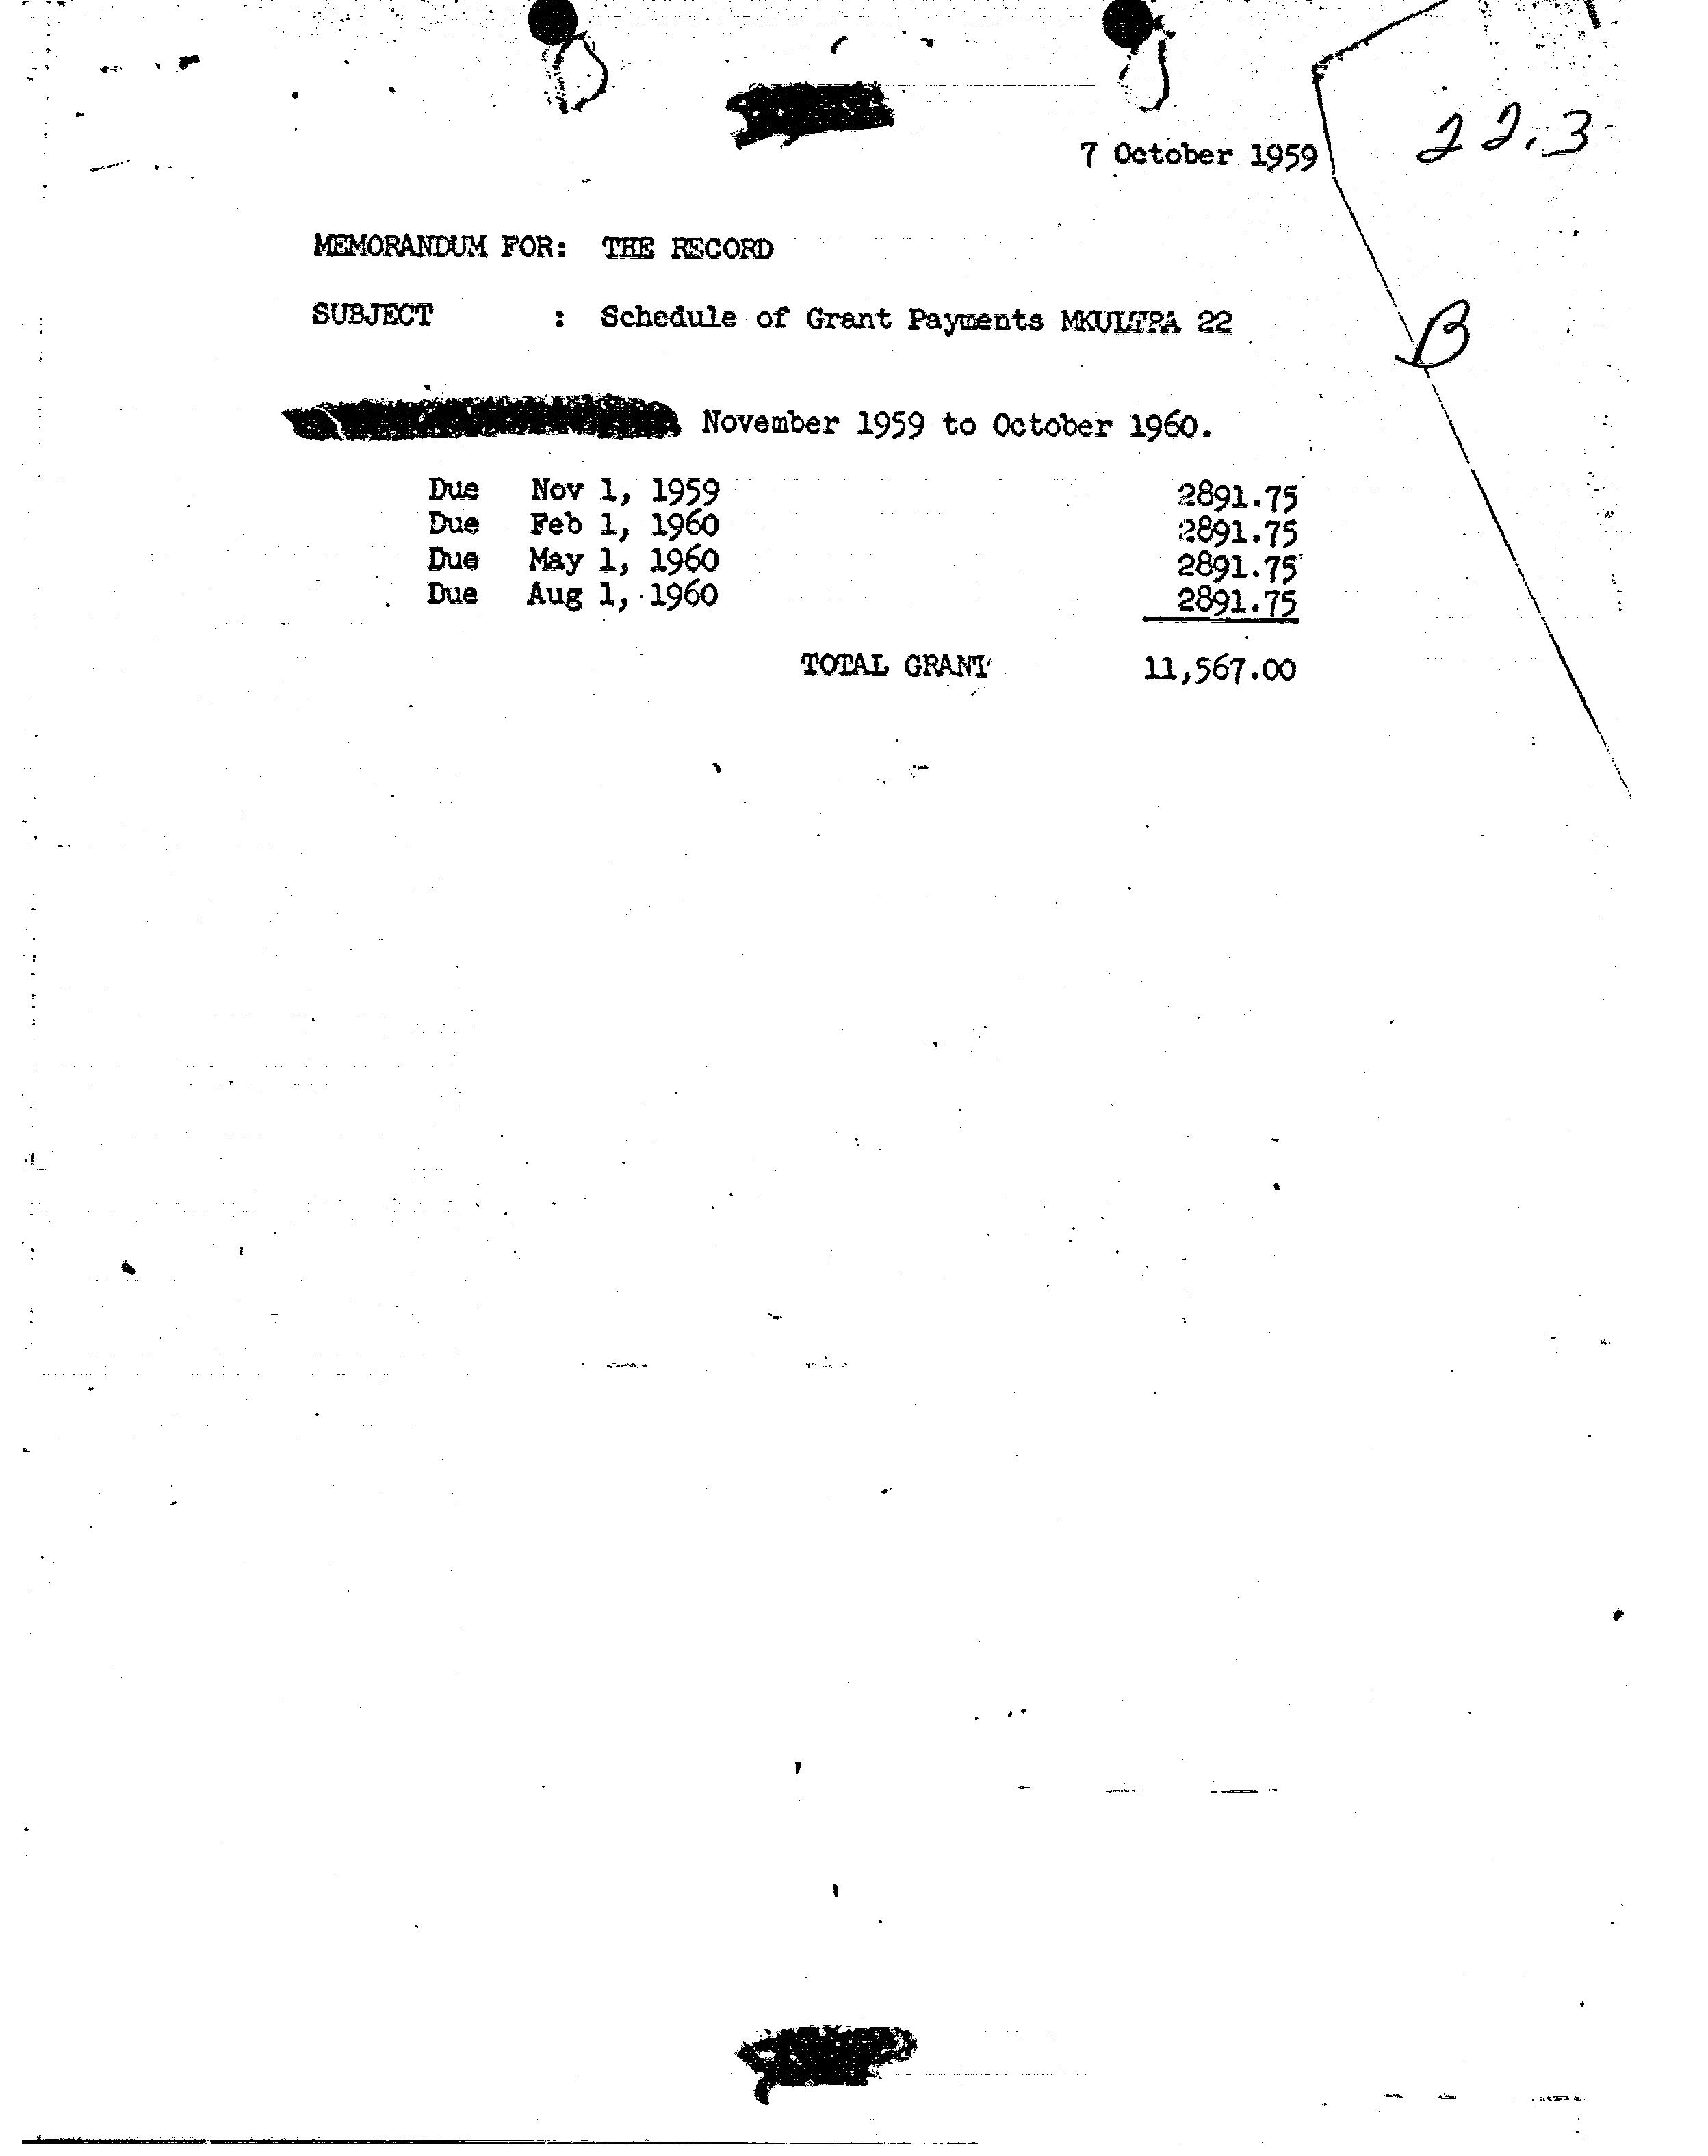 22.3
7 October 1959
MEMORANDUM FOR: THE RECORD
SUBJECT : Schedule of Grant Payments MKULTRA 22
B
November 1959 to October 1960.
Due Nov 1, 1959 2891.75
Due Feb 1, 1960 2891.75
Due May 1, 1960 2891.75
Due Aug 1, 1960 2891.75
TOTAL GRANT 11,567.00